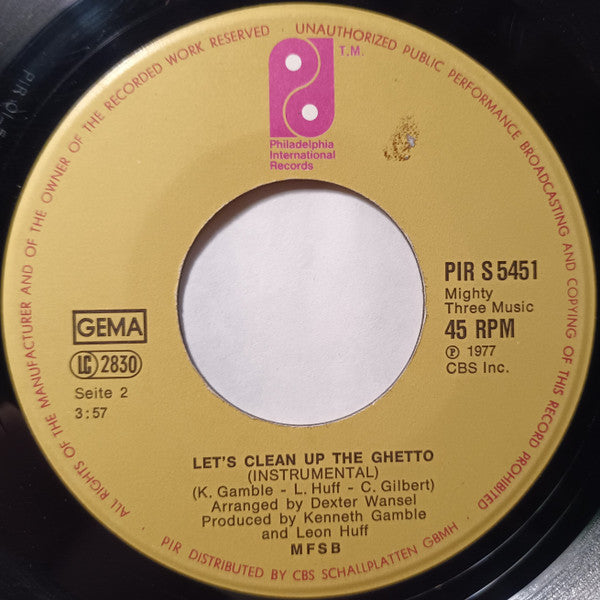 ALL RIGHTS OF THE MANUFACTURER AND OF THE OWNER OF THE RECORDED WORK RESERVED · UNAUTHORIZED PUBLIC PERFORMANCE BROADCASTING AND COPYING OF THIS RECORD PROHIBITED
T.M.
Philadelphia
International
Records
PIR S 5451
Mighty
Three Music
45 RPM
℗ 1977
CBS Inc.
GEMA
LC 2830
Seite 2
3:57
LET'S CLEAN UP THE GHETTO
(INSTRUMENTAL)
(K. Gamble - L. Huff - C. Gilbert)
Arranged by Dexter Wansel
Produced by Kenneth Gamble
and Leon Huff
MFSB
PIR DISTRIBUTED BY CBS SCHALLPLATTEN GBMH